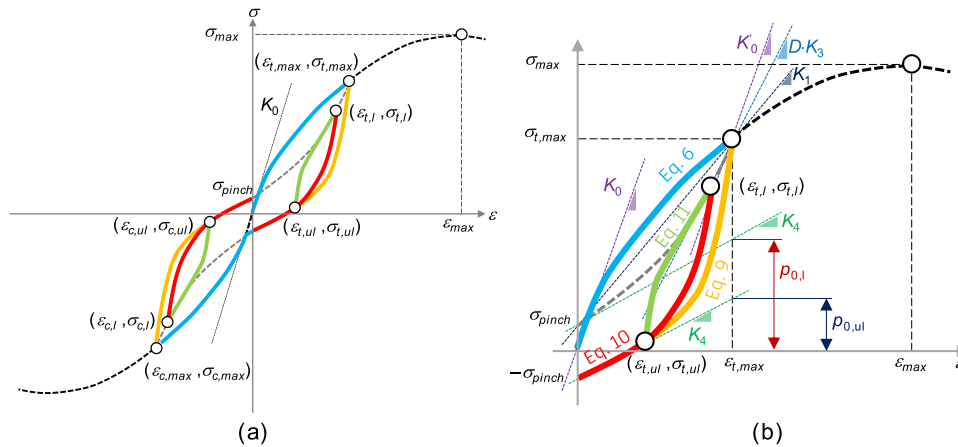 σ
σmax
(εt,max ,σt,max)
K0
(εt,l ,σt,l)
σpinch
ε
(εc,ul ,σc,ul)
(εt,ul ,σt,ul)
εmax
(εc,l ,σc,l)
(εc,max ,σc,max)
(a)
K0
D·K3
σmax
K1
σt,max
Eq. 6
K0
(εt,l ,σt,l)
Eq. 11
K4
p0,l
Eq. 9
σpinch
K4
p0,ul
Eq. 10
(εt,ul ,σt,ul)
εt,max
εmax
−σpinch
(b)